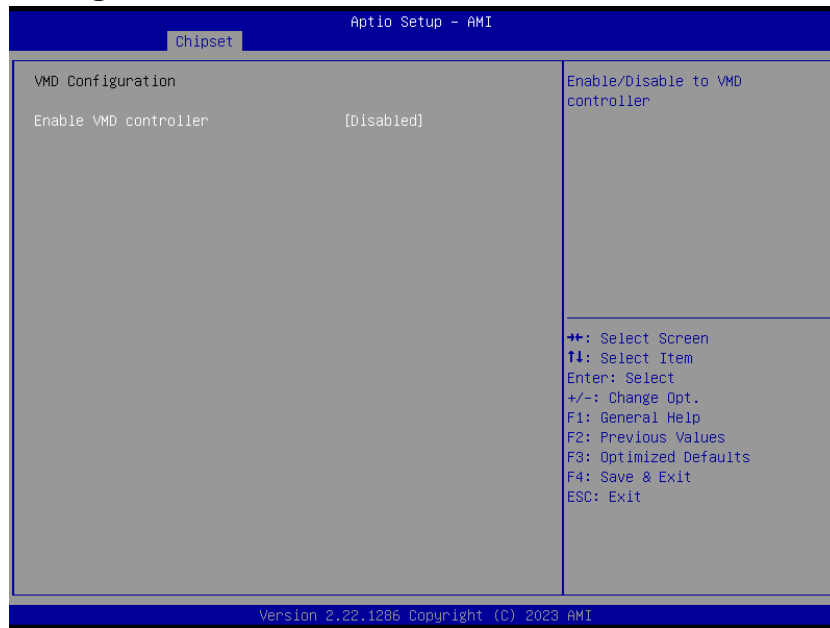 Aptio Setup – AMI
Chipset
VMD Configuration
Enable VMD controller [Disabled]
Enable/Disable to VMD
controller
→←: Select Screen
↑↓: Select Item
Enter: Select
+/-: Change Opt.
F1: General Help
F2: Previous Values
F3: Optimized Defaults
F4: Save & Exit
ESC: Exit
Version 2.22.1286 Copyright (C) 2023 AMI